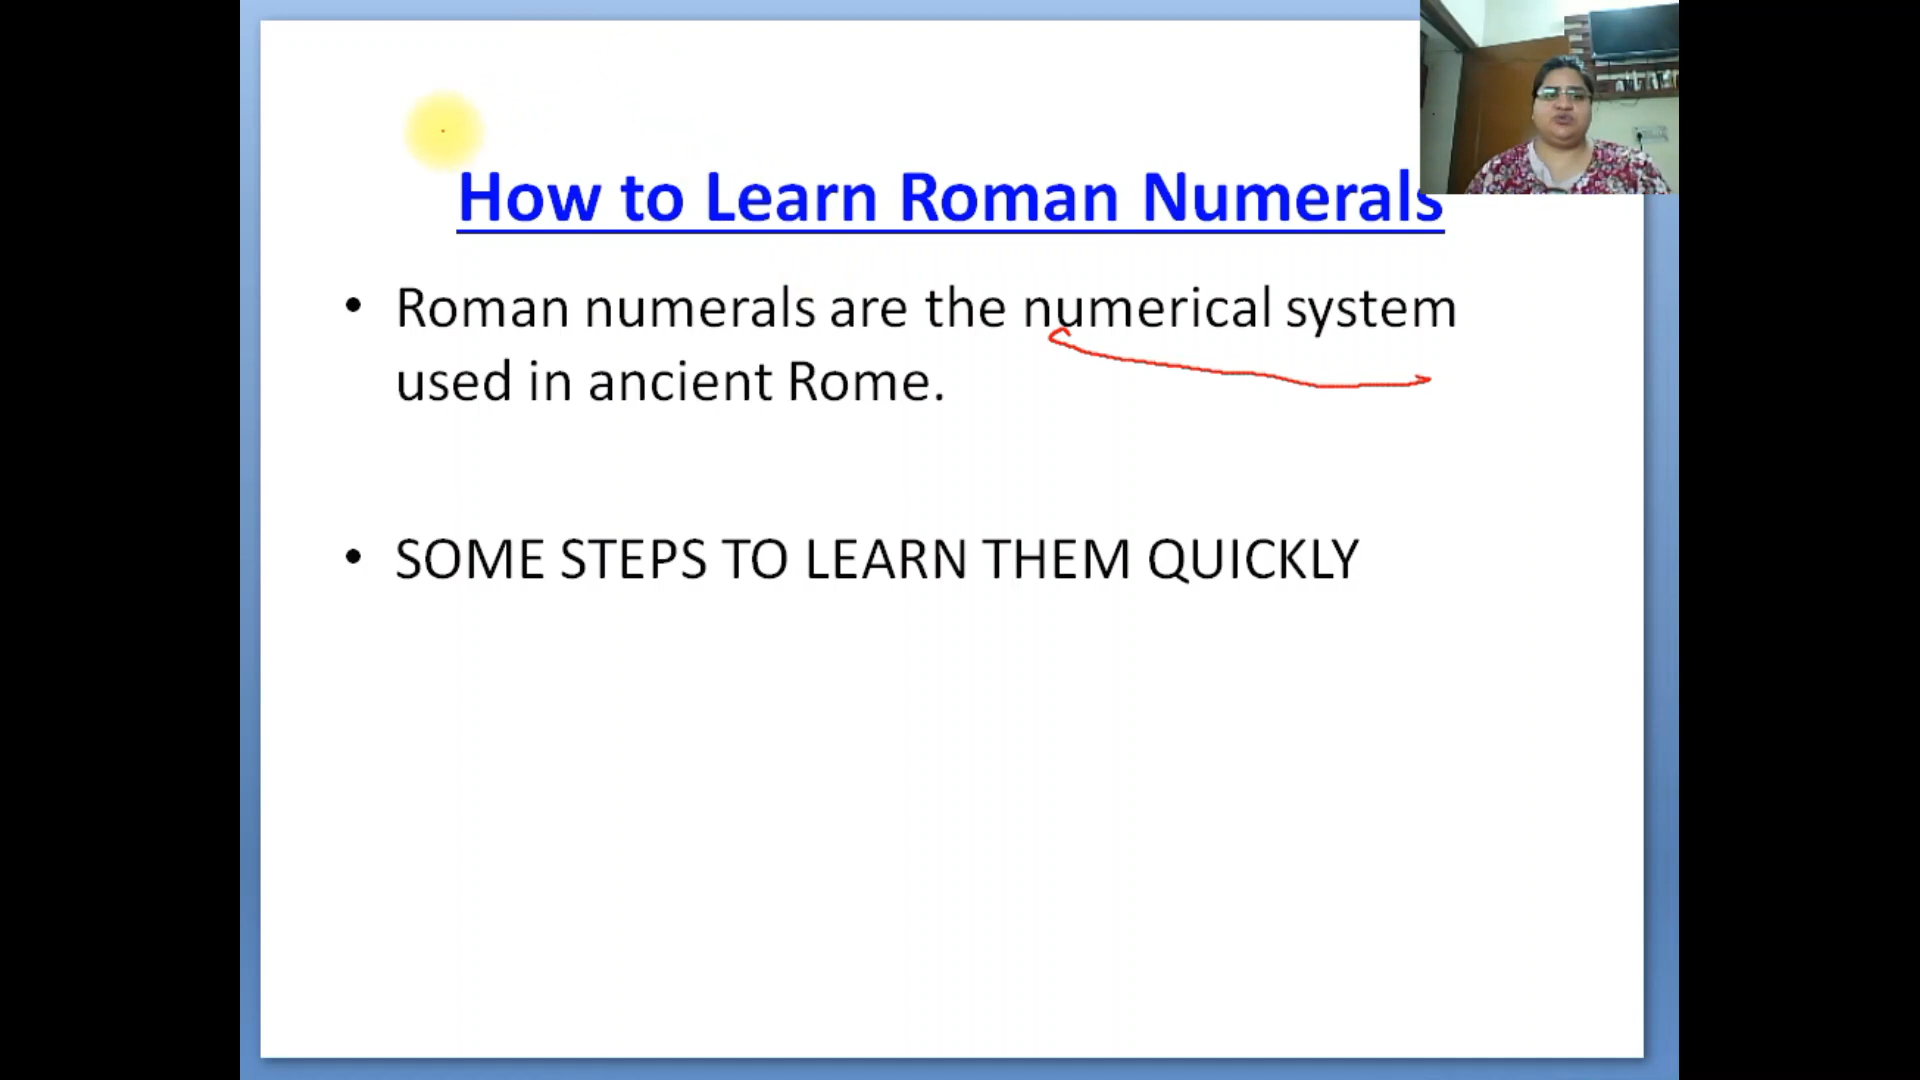 How to Learn Roman Numerals
• Roman numerals are the numerical system
used in ancient Rome.
• SOME STEPS TO LEARN THEM QUICKLY